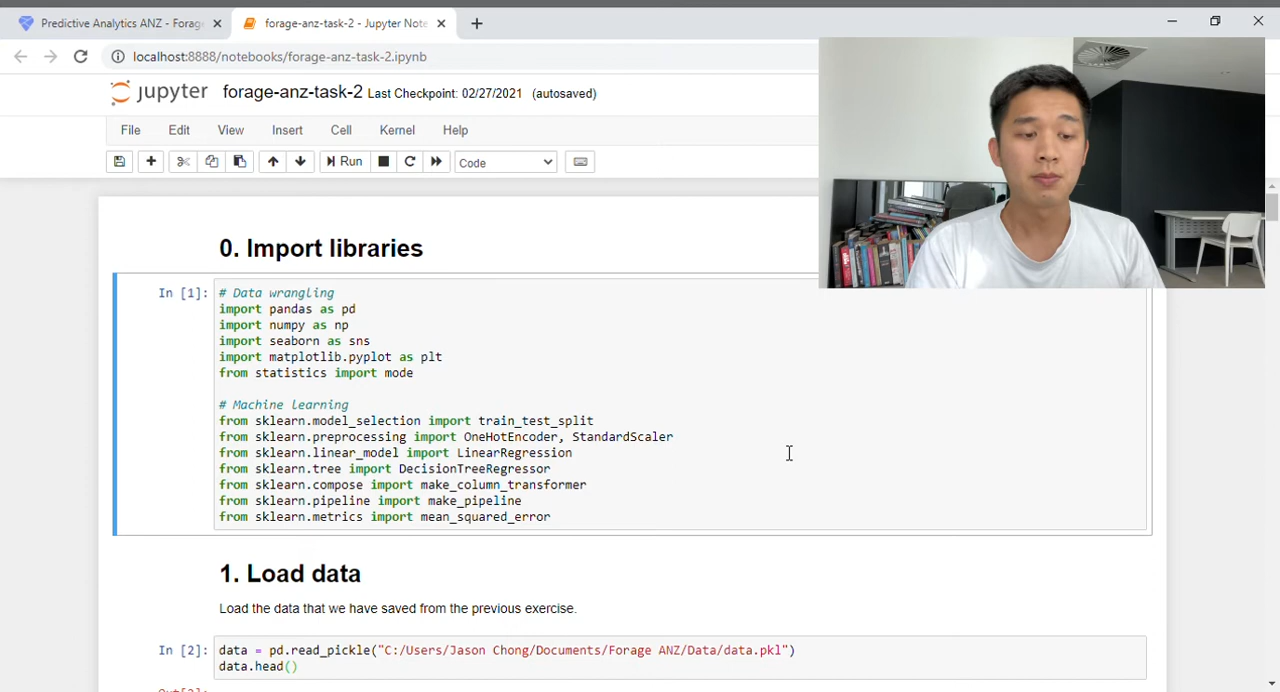 Predictive Analytics ANZ - Forag
forage-anz-task-2 - Jupyter Note
localhost:8888/notebooks/forage-anz-task-2.ipynb
jupyter forage-anz-task-2 Last Checkpoint: 02/27/2021 (autosaved)
File Edit View Insert Cell Kernel Help
Run Code
0. Import libraries
In [1]: # Data wrangling
import pandas as pd
import numpy as np
import seaborn as sns
import matplotlib.pyplot as plt
from statistics import mode
# Machine learning
from sklearn.model_selection import train_test_split
from sklearn.preprocessing import OneHotEncoder, StandardScaler
from sklearn.linear_model import LinearRegression
from sklearn.tree import DecisionTreeRegressor
from sklearn.compose import make_column_transformer
from sklearn.pipeline import make_pipeline
from sklearn.metrics import mean_squared_error
1. Load data
Load the data that we have saved from the previous exercise.
In [2]: data = pd.read_pickle("C:/Users/Jason Chong/Documents/Forage ANZ/Data/data.pkl")
data.head()